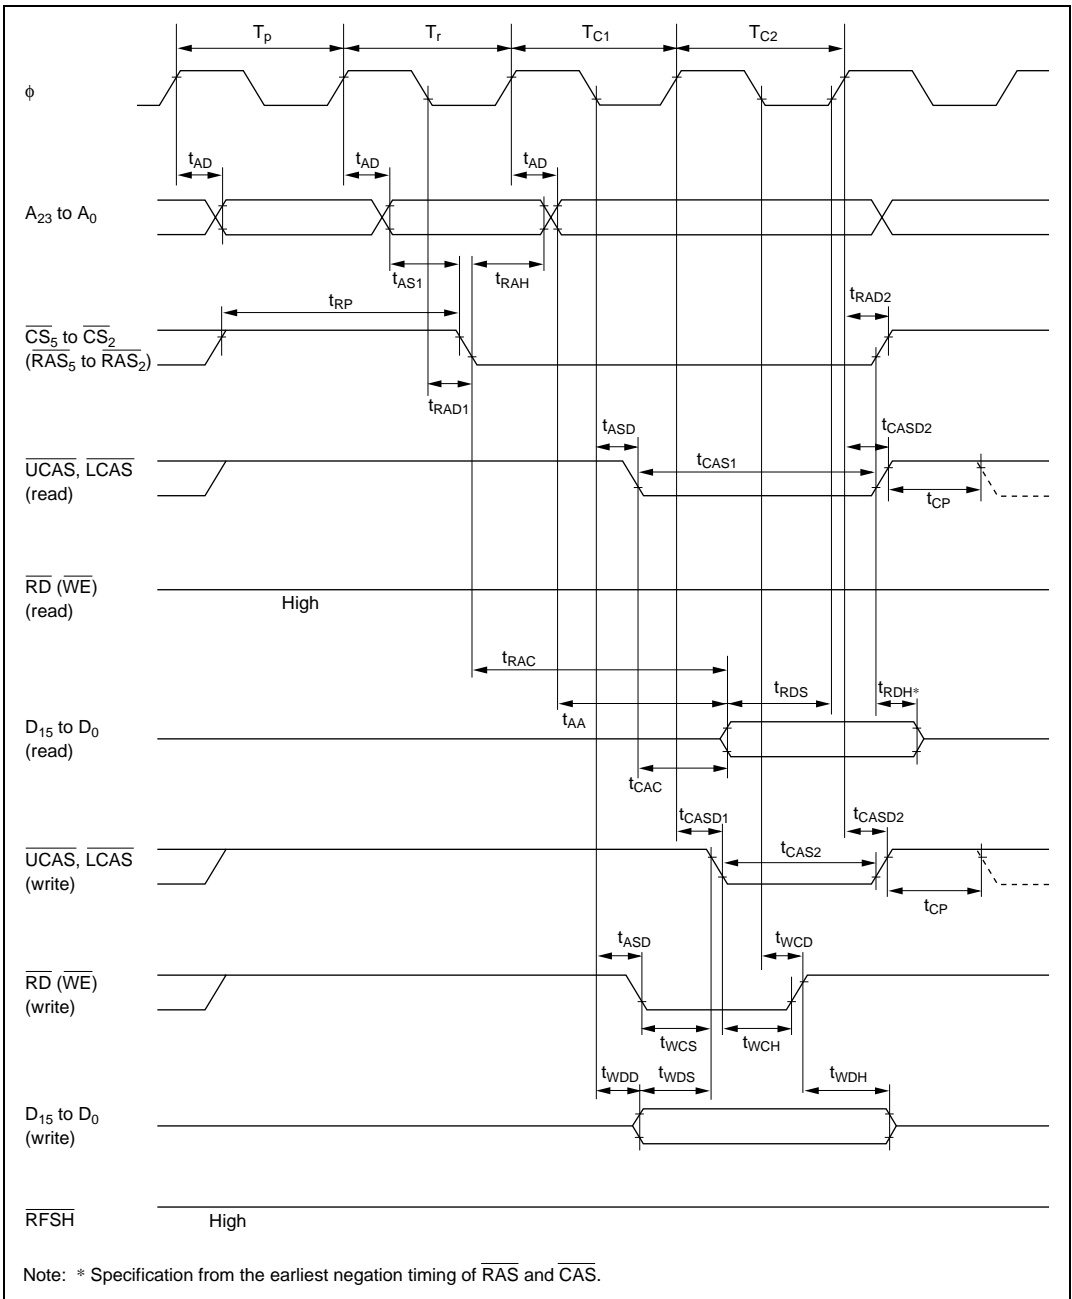 Tp Tr TC1 TC2
ϕ
tAD tAD tAD
A23 to A0
tAS1 tRAH
tRP tRAD2
CS5 to CS2
(RAS5 to RAS2)
tRAD1
tASD tCASD2
UCAS, LCAS
(read)
tCAS1
tCP
RD (WE)
(read)
High
tRAC
tRDS tRDH*
tAA
D15 to D0
(read)
tCAC
tCASD1 tCASD2
UCAS, LCAS
(write)
tCAS2
tCP
tASD tWCD
RD (WE)
(write)
tWCS tWCH
tWDD tWDS tWDH
D15 to D0
(write)
RFSH High
Note: * Specification from the earliest negation timing of RAS and CAS.